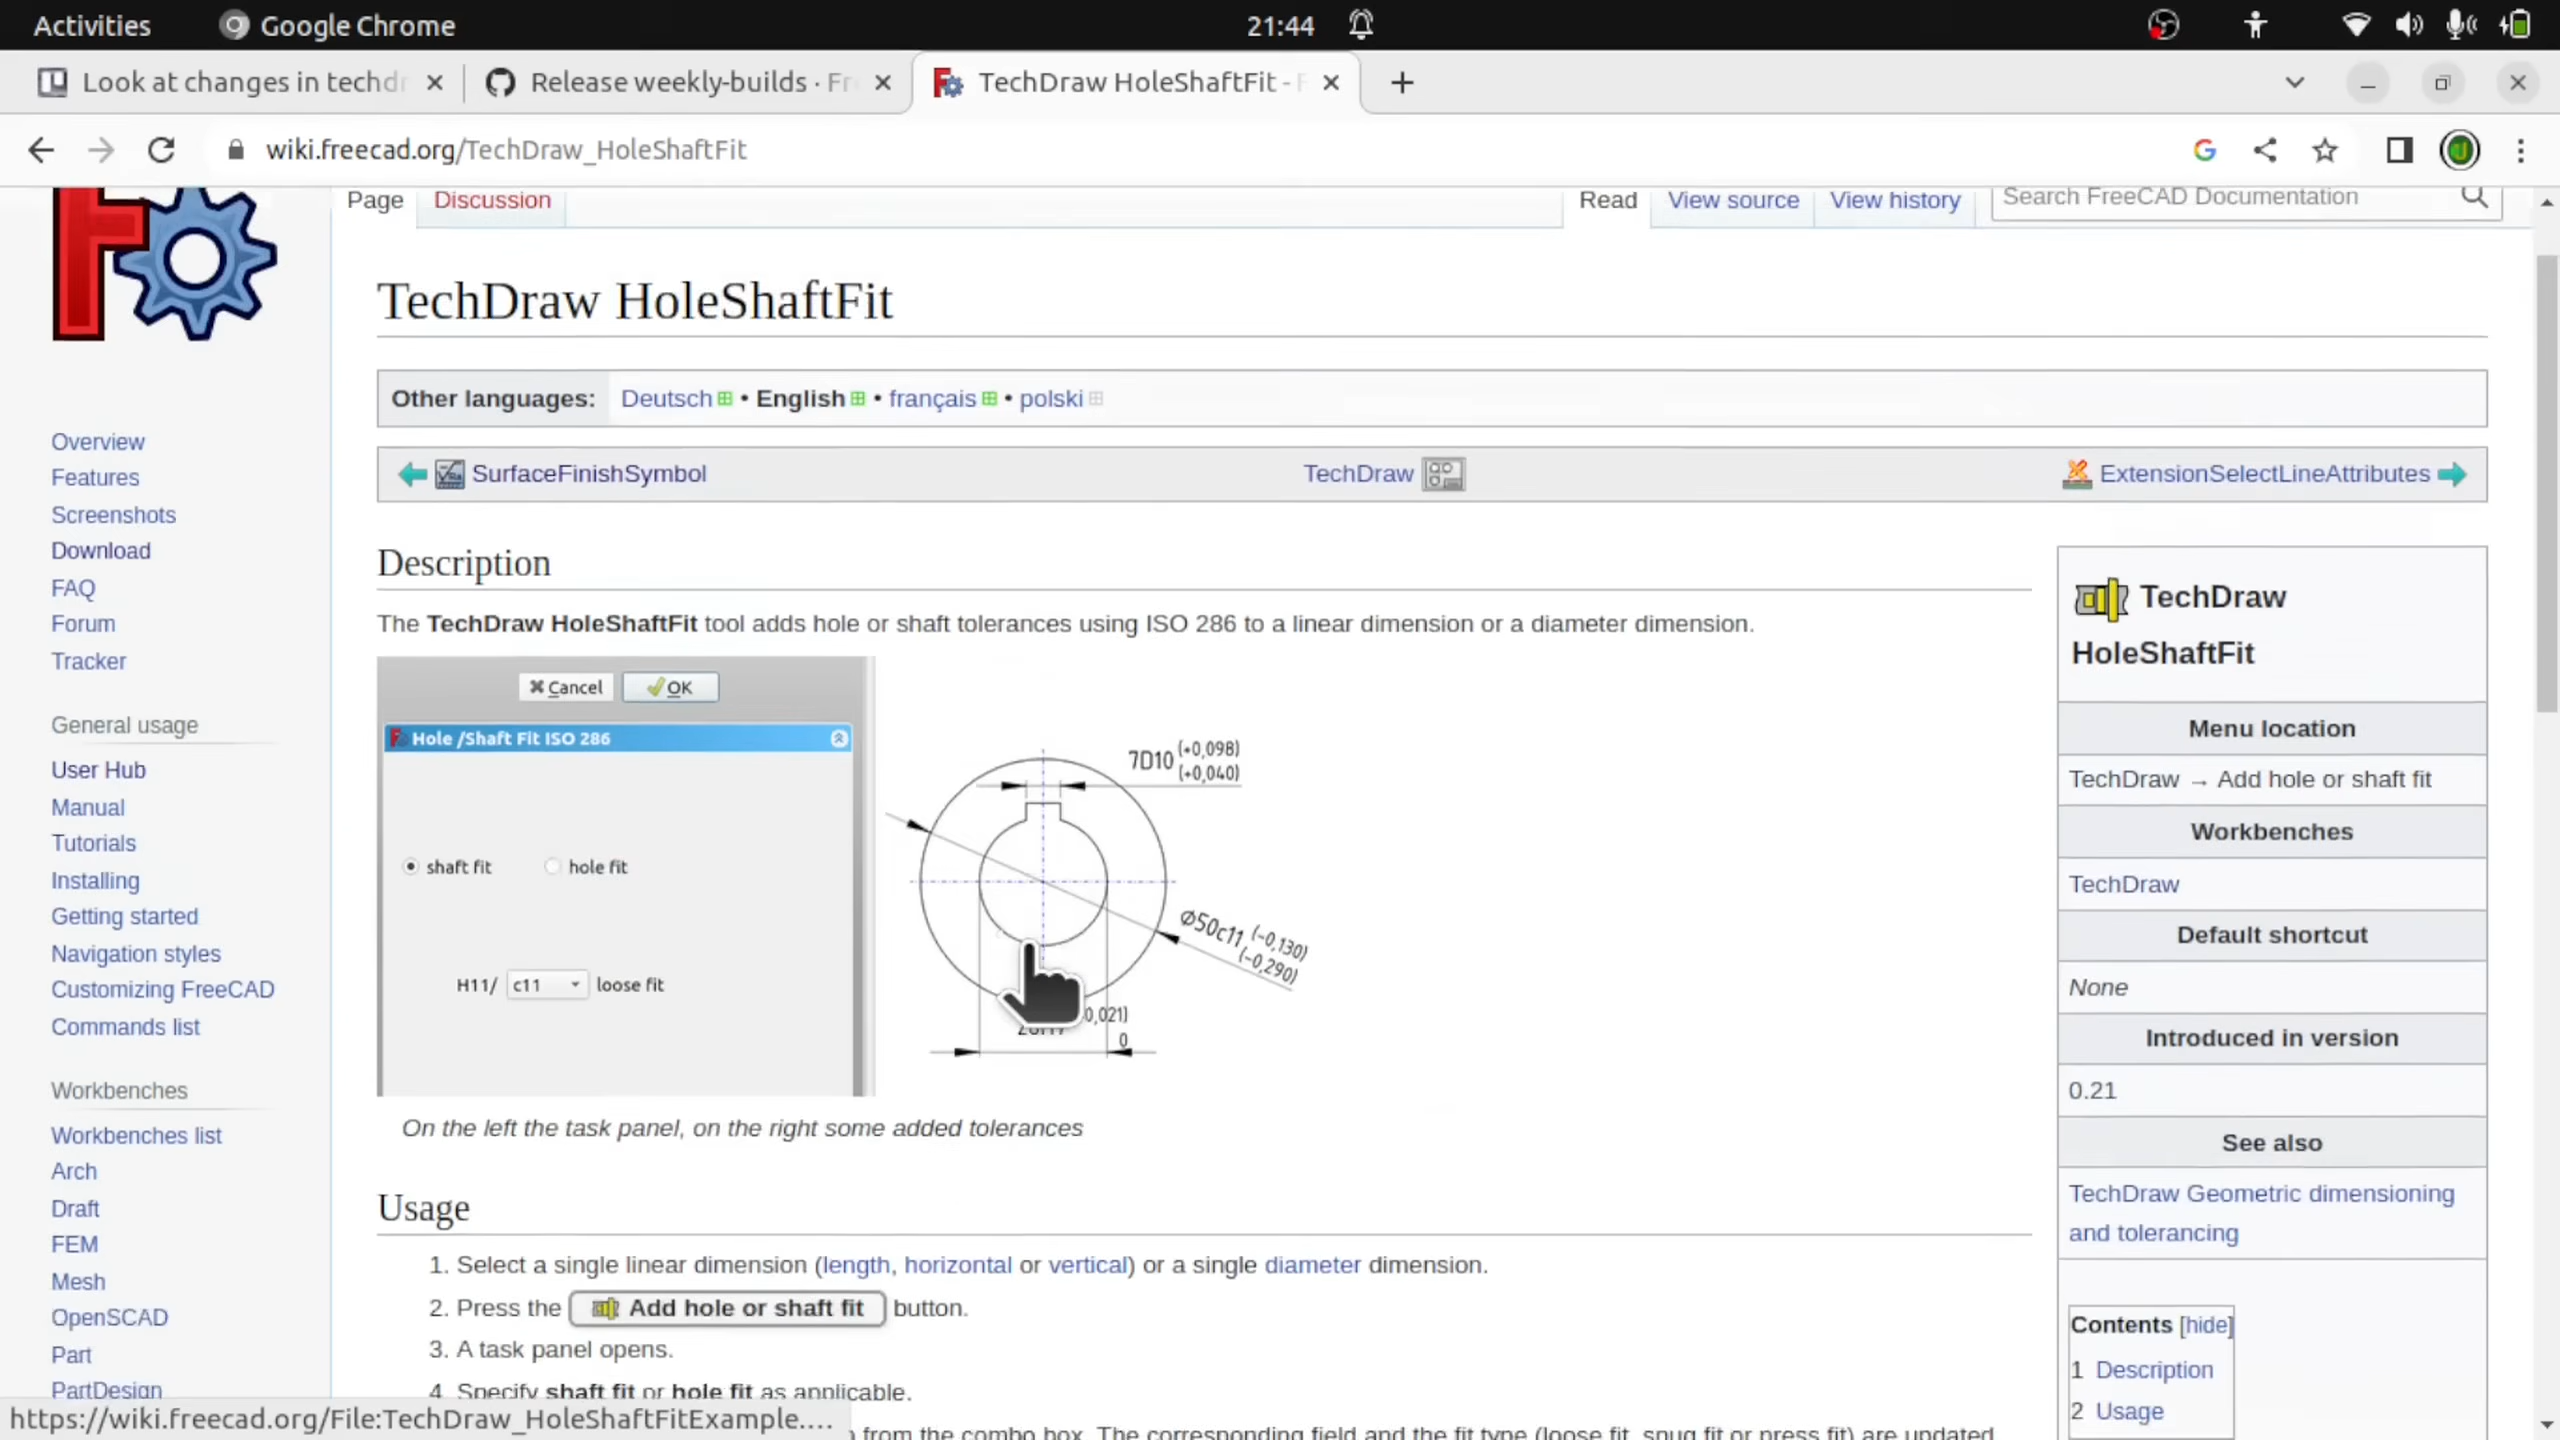 Activities
Google Chrome
21:44
Look at changes in techdr
Release weekly-builds · Fr
TechDraw HoleShaftFit - F
wiki.freecad.org/TechDraw_HoleShaftFit
Page
Discussion
Read
View source
View history
Search FreeCAD Documentation
TechDraw HoleShaftFit
Other languages: Deutsch • English • français • polski
SurfaceFinishSymbol
TechDraw
ExtensionSelectLineAttributes
Overview
Features
Screenshots
Download
FAQ
Forum
Tracker
General usage
User Hub
Manual
Tutorials
Installing
Getting started
Navigation styles
Customizing FreeCAD
Commands list
Workbenches
Workbenches list
Arch
Draft
FEM
Mesh
OpenSCAD
Part
PartDesign
Description
The TechDraw HoleShaftFit tool adds hole or shaft tolerances using ISO 286 to a linear dimension or a diameter dimension.
Cancel
OK
Hole /Shaft Fit ISO 286
shaft fit
hole fit
H11/ c11 loose fit
7D10 (+0,098)
(+0,040)
Ø50c11 (-0,130)
(-0,290)
0,021)
0
On the left the task panel, on the right some added tolerances
Usage
1. Select a single linear dimension (length, horizontal or vertical) or a single diameter dimension.
2. Press the Add hole or shaft fit button.
3. A task panel opens.
4. Specify shaft fit or hole fit as applicable.
from the combo box. The corresponding field and the fit type (loose fit, snug fit or press fit) are updated
TechDraw
HoleShaftFit
Menu location
TechDraw → Add hole or shaft fit
Workbenches
TechDraw
Default shortcut
None
Introduced in version
0.21
See also
TechDraw Geometric dimensioning
and tolerancing
Contents [hide]
1 Description
2 Usage
https://wiki.freecad.org/File:TechDraw_HoleShaftFitExample....